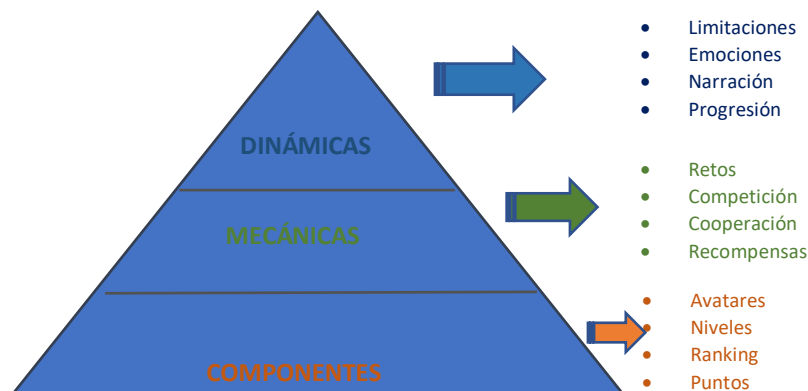 DINÁMICAS
• Limitaciones
• Emociones
• Narración
• Progresión
MECÁNICAS
• Retos
• Competición
• Cooperación
• Recompensas
COMPONENTES
• Avatares
• Niveles
• Ranking
• Puntos